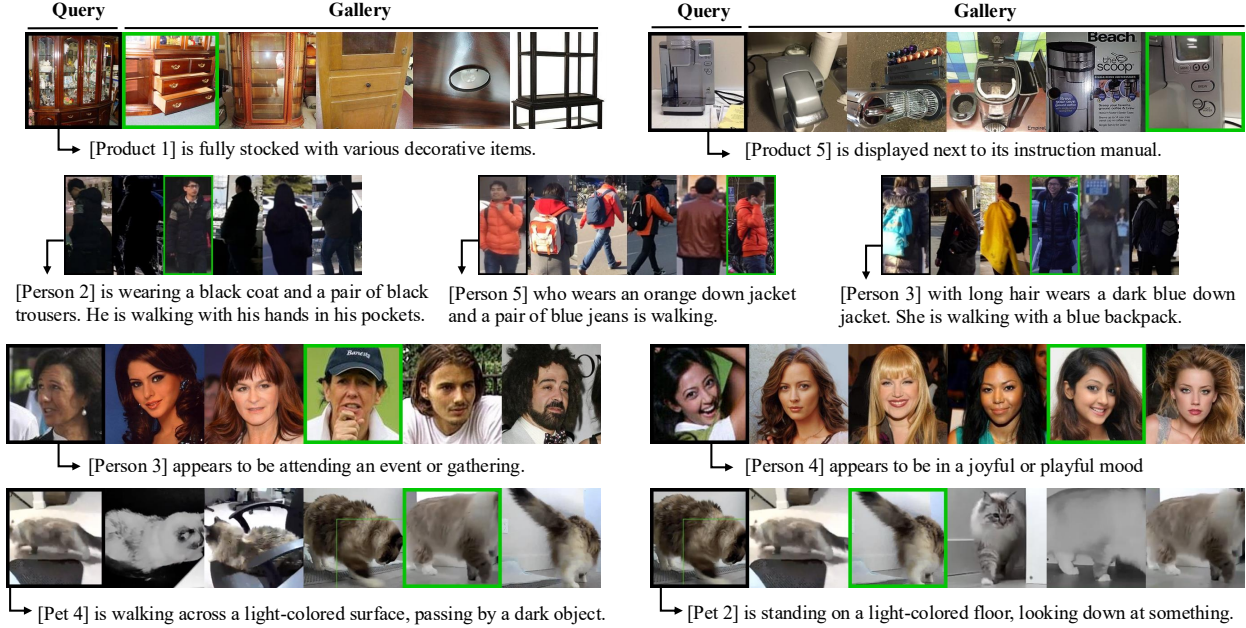 Query Gallery
Query Gallery
Beach
the
scoop
Empire
[Product 1] is fully stocked with various decorative items.
[Product 5] is displayed next to its instruction manual.
[Person 2] is wearing a black coat and a pair of black
trousers. He is walking with his hands in his pockets.
[Person 5] who wears an orange down jacket
and a pair of blue jeans is walking.
[Person 3] with long hair wears a dark blue down
jacket. She is walking with a blue backpack.
Banesto
[Person 3] appears to be attending an event or gathering.
[Person 4] appears to be in a joyful or playful mood
[Pet 4] is walking across a light-colored surface, passing by a dark object.
[Pet 2] is standing on a light-colored floor, looking down at something.